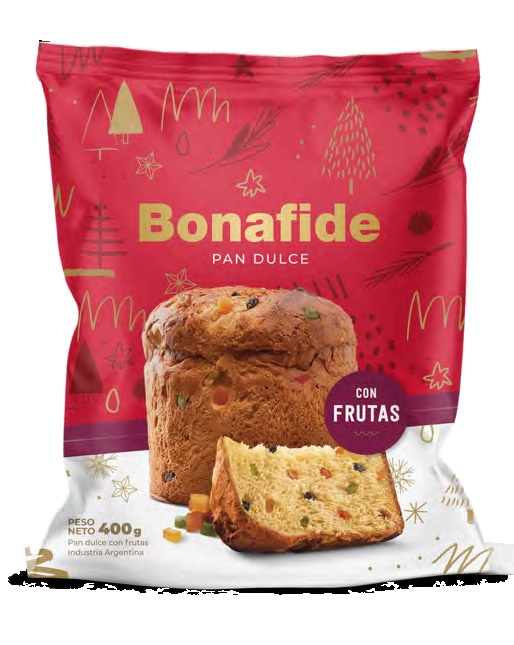 Bonafide
PAN DULCE
CON
FRUTAS
PESO
NETO 400g
Pan dulce con frutas
Industria Argentina